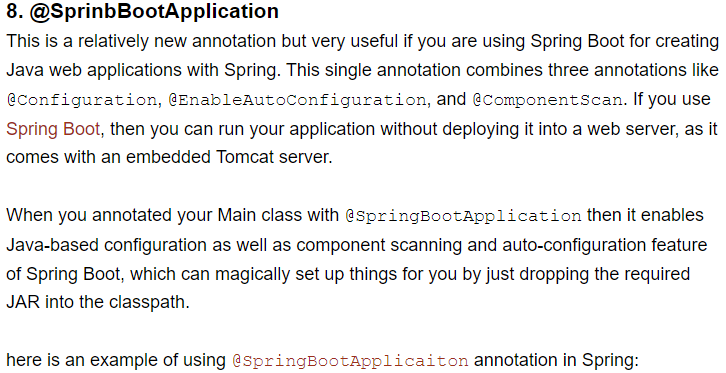 8. @SprinbBootApplication
This is a relatively new annotation but very useful if you are using Spring Boot for creating
Java web applications with Spring. This single annotation combines three annotations like
@Configuration, @EnableAutoConfiguration, and @ComponentScan. If you use
Spring Boot, then you can run your application without deploying it into a web server, as it
comes with an embedded Tomcat server.
When you annotated your Main class with @SpringBootApplication then it enables
Java-based configuration as well as component scanning and auto-configuration feature
of Spring Boot, which can magically set up things for you by just dropping the required
JAR into the classpath.
here is an example of using @SpringBootApplicaiton annotation in Spring: